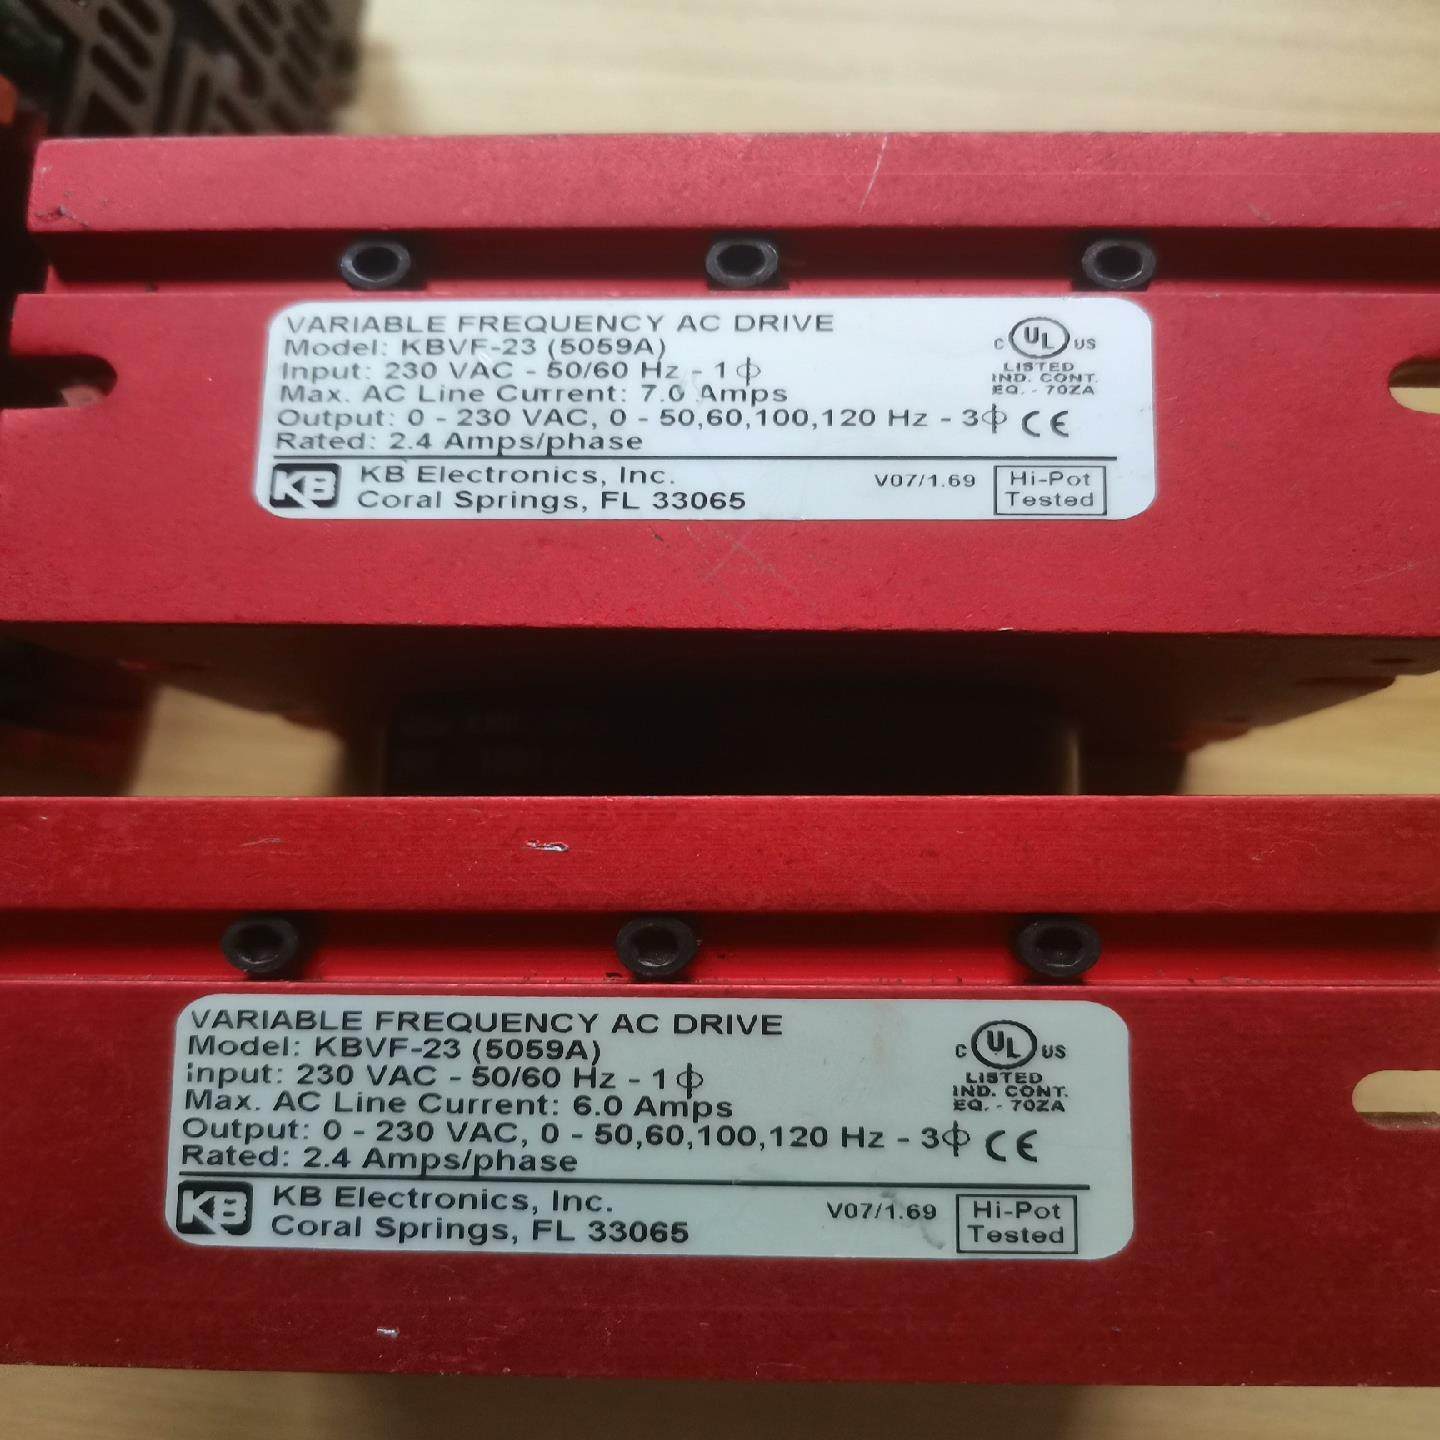 VARIABLE FREQUENCY AC DRIVE
Model: KBVF-23 (5059A)
Input: 230 VAC - 50/60 Hz - 1ϕ
Max. AC Line Current: 7.0 Amps
Output: 0 - 230 VAC, 0 - 50,60,100,120 Hz - 3ϕ CE
Rated: 2.4 Amps/phase
C UL US
LISTED
IND. CONT.
EQ. - 70ZA
KB
KB Electronics, Inc.
Coral Springs, FL 33065
V07/1.69
Hi-Pot
Tested
VARIABLE FREQUENCY AC DRIVE
Model: KBVF-23 (5059A)
Input: 230 VAC - 50/60 Hz - 1ϕ
Max. AC Line Current: 6.0 Amps
Output: 0 - 230 VAC, 0 - 50,60,100,120 Hz - 3ϕ CE
Rated: 2.4 Amps/phase
C UL US
LISTED
IND. CONT.
EQ. - 70ZA
KB
KB Electronics, Inc.
Coral Springs, FL 33065
V07/1.69
Hi-Pot
Tested